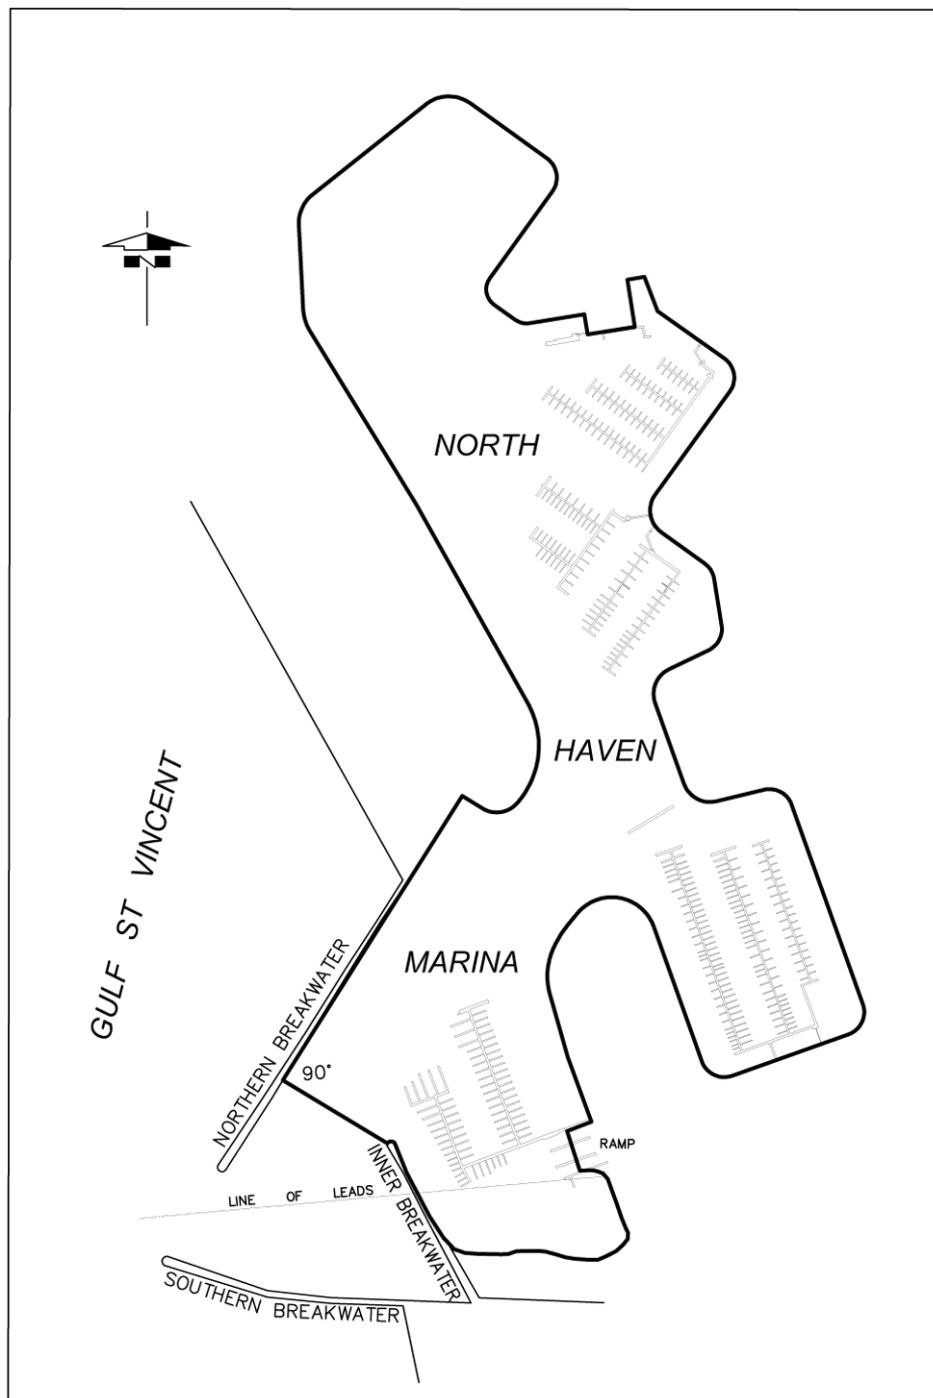 N
NORTH
HAVEN
GULF ST VINCENT
MARINA
NORTHERN BREAKWATER
90°
RAMP
INNER BREAKWATER
LINE OF LEADS
SOUTHERN BREAKWATER